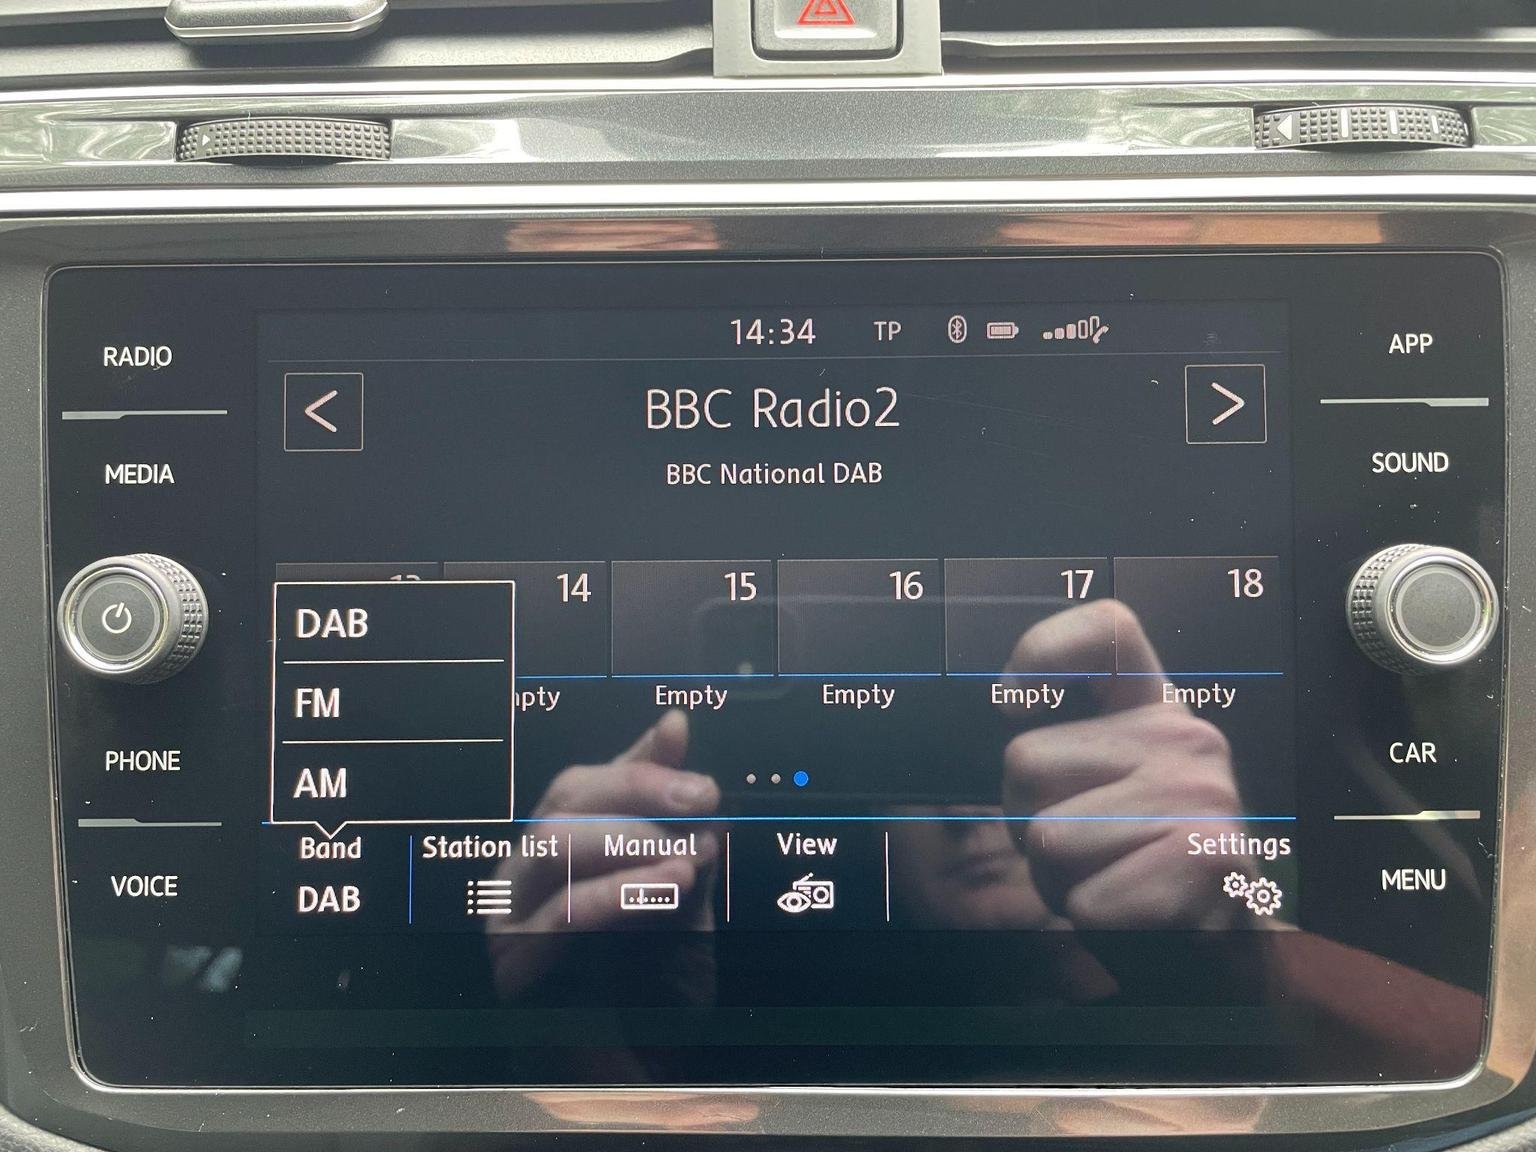 14:34 TP
RADIO
APP
BBC Radio2
MEDIA
BBC National DAB
SOUND
14 15 16 17 18
DAB
FM
AM
Empty Empty Empty Empty
PHONE
CAR
Band Station list Manual View Settings
DAB
VOICE
MENU